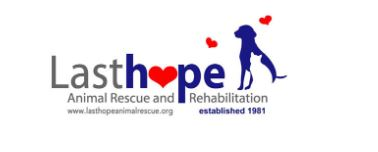 Lasthope
Animal Rescue and Rehabilitation
www.lasthopeanimalrescue.org established 1981